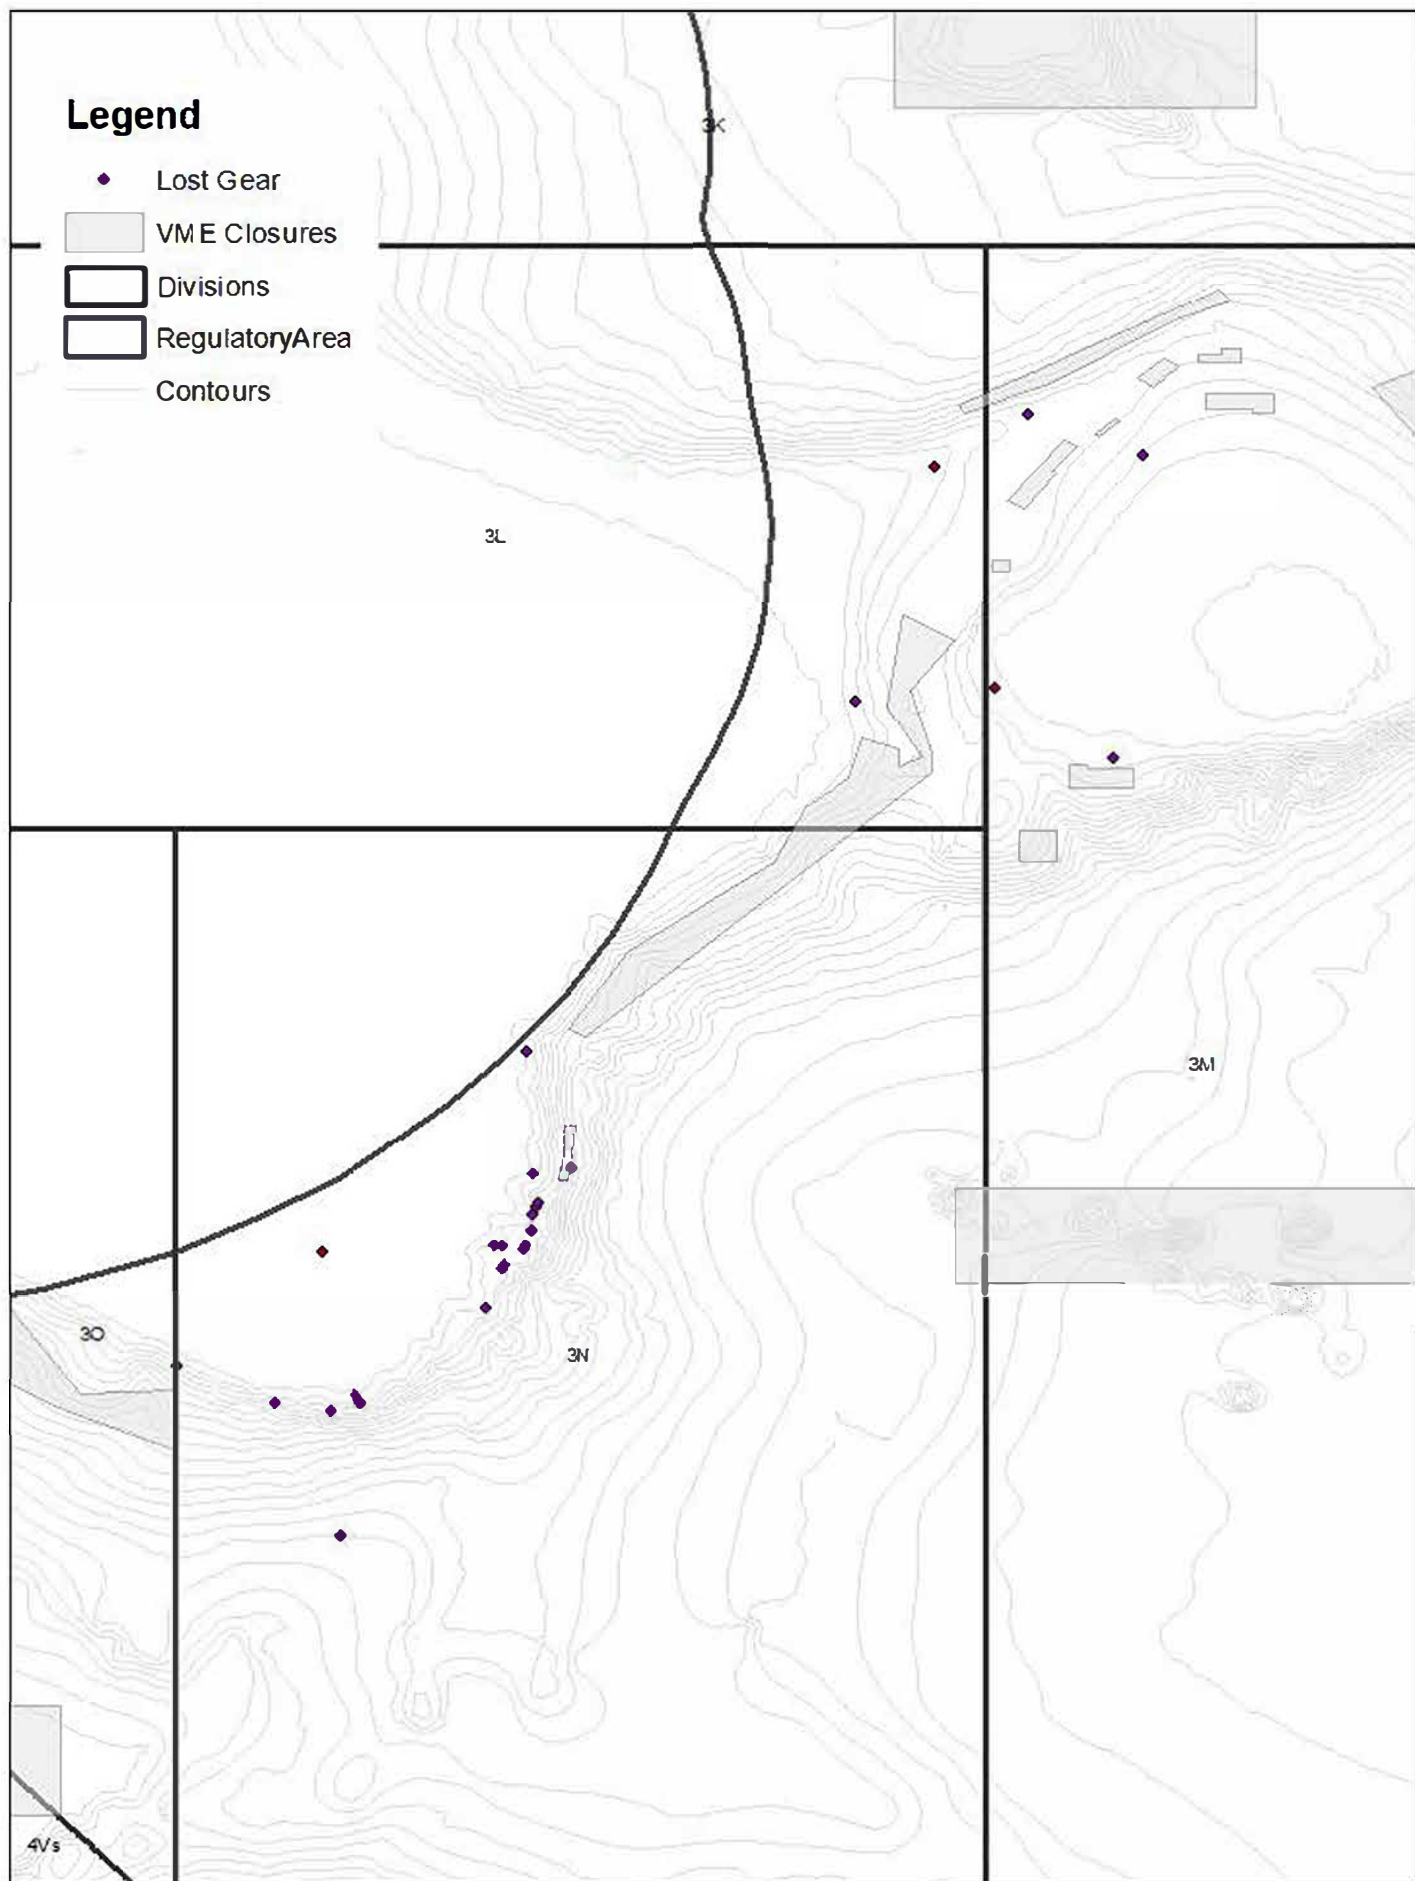 3K
Legend
Lost Gear
VME Closures
Divisions
RegulatoryArea
Contours
3L
3M
3O
3N
4Vs